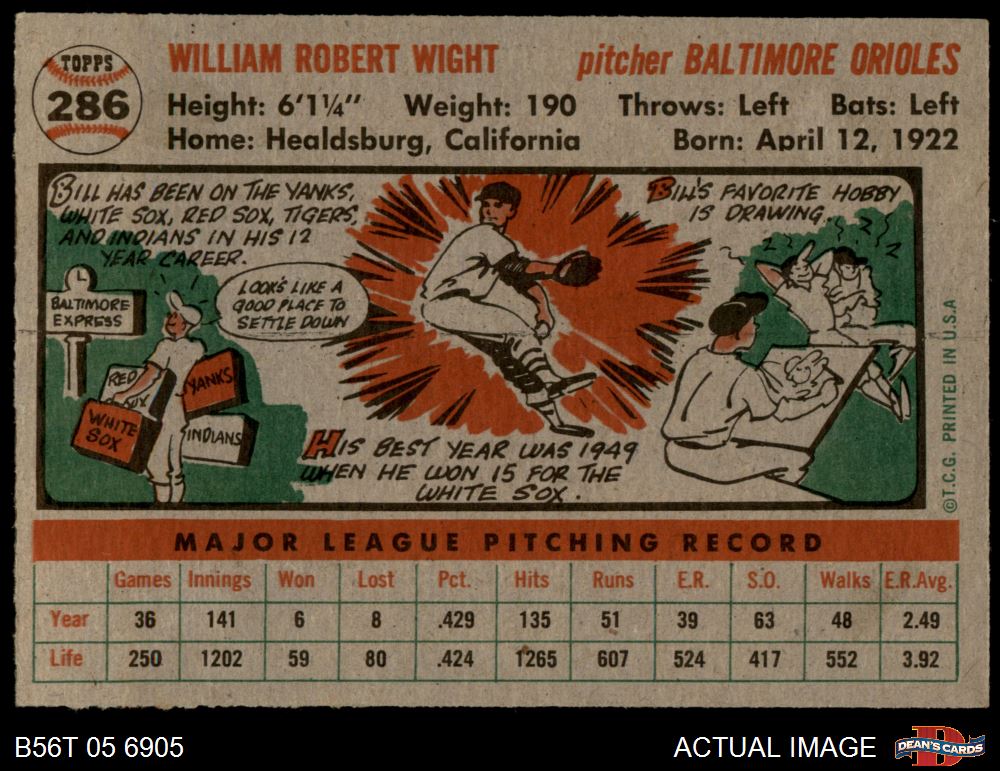 TOPPS
286
WILLIAM ROBERT WIGHT
pitcher BALTIMORE ORIOLES
Height: 6'1¼" Weight: 190 Throws: Left Bats: Left
Home: Healdsburg, California Born: April 12, 1922
BILL HAS BEEN ON THE YANKS,
WHITE SOX, RED SOX, TIGERS,
AND INDIANS IN HIS 12
YEAR CAREER.
BALTIMORE
EXPRESS
LOOKS LIKE A
GOOD PLACE TO
SETTLE DOWN
RED
SOX
YANKS
WHITE
SOX
INDIANS
HIS BEST YEAR WAS 1949
WHEN HE WON 15 FOR THE
WHITE SOX.
BILL'S FAVORITE HOBBY
IS DRAWING.
Z Z Z Z
©T.C.G. PRINTED IN U.S.A
MAJOR LEAGUE PITCHING RECORD
Games Innings Won Lost Pct. Hits Runs E.R. S.O. Walks E.R.Avg.
Year 36 141 6 8 .429 135 51 39 63 48 2.49
Life 250 1202 59 80 .424 1265 607 524 417 552 3.92
B56T 05 6905
ACTUAL IMAGE
DEAN'S CARDS